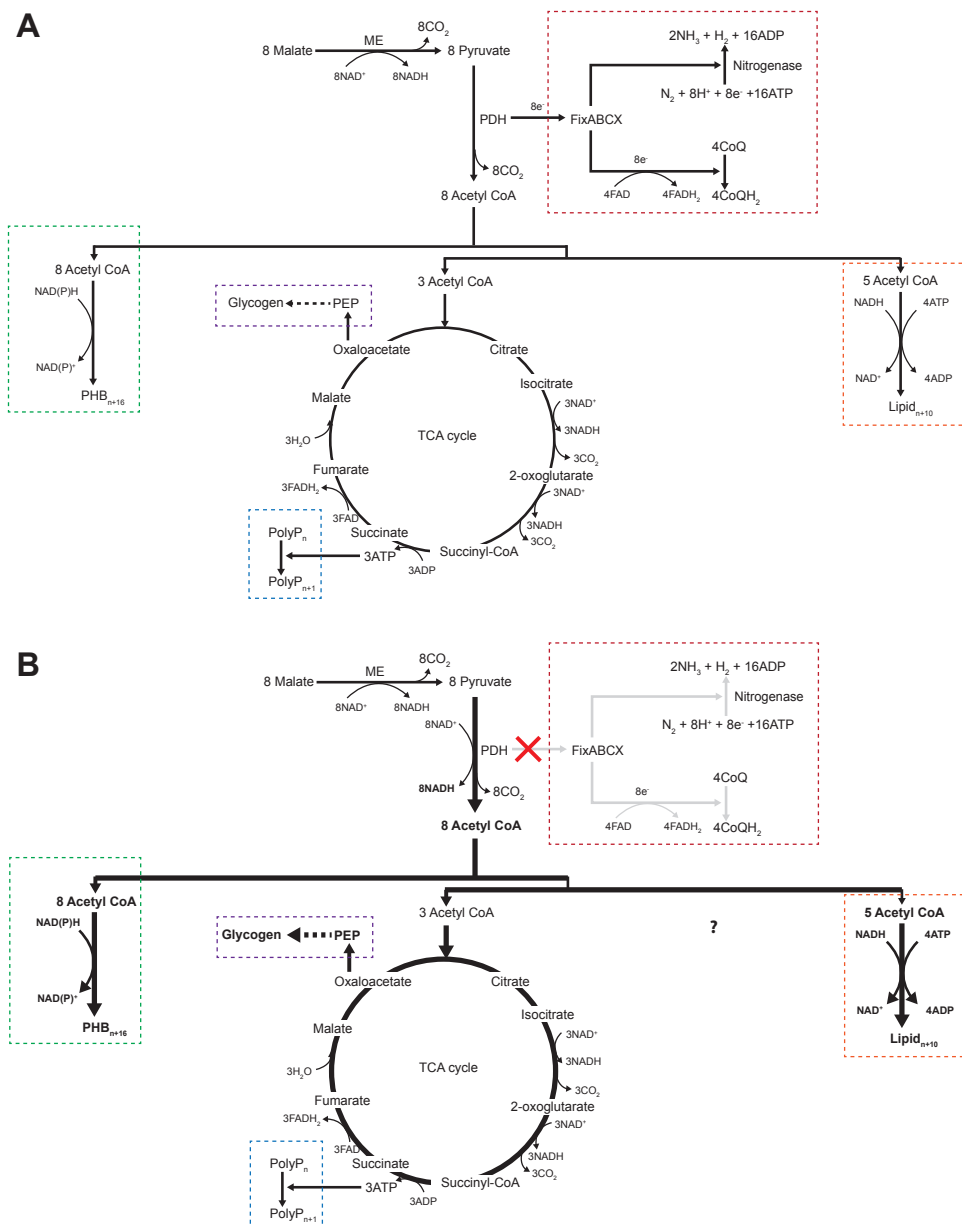 A
8CO₂
ME
2NH₃ + H₂ + 16ADP
8 Malate
8 Pyruvate
8NAD⁺
8NADH
Nitrogenase
N₂ + 8H⁺ + 8e⁻ +16ATP
8e⁻
PDH
FixABCX
4CoQ
8e⁻
8CO₂
4FAD
4FADH₂
4CoQH₂
8 Acetyl CoA
8 Acetyl CoA
3 Acetyl CoA
5 Acetyl CoA
NAD(P)H
Glycogen
PEP
NADH
4ATP
Oxaloacetate
Citrate
NAD(P)⁺
Isocitrate
NAD⁺
4ADP
PHBₙ₊₁₆
Malate
3NAD⁺
Lipidₙ₊₁₀
3NADH
3H₂O
TCA cycle
3CO₂
Fumarate
2-oxoglutarate
3FADH₂
3NAD⁺
3FAD
3NADH
PolyPₙ
Succinate
3CO₂
3ATP
Succinyl-CoA
3ADP
PolyPₙ₊₁
B
8CO₂
ME
2NH₃ + H₂ + 16ADP
8 Malate
8 Pyruvate
8NAD⁺
8NADH
Nitrogenase
8NAD⁺
N₂ + 8H⁺ + 8e⁻ +16ATP
PDH
FixABCX
4CoQ
8NADH
8CO₂
8e⁻
4FAD
4FADH₂
4CoQH₂
8 Acetyl CoA
8 Acetyl CoA
3 Acetyl CoA
5 Acetyl CoA
NAD(P)H
Glycogen
PEP
?
NADH
4ATP
Oxaloacetate
Citrate
NAD(P)⁺
Isocitrate
NAD⁺
4ADP
PHBₙ₊₁₆
Malate
3NAD⁺
Lipidₙ₊₁₀
3NADH
3H₂O
TCA cycle
3CO₂
Fumarate
2-oxoglutarate
3FADH₂
3NAD⁺
3FAD
3NADH
PolyPₙ
Succinate
3CO₂
3ATP
Succinyl-CoA
3ADP
PolyPₙ₊₁